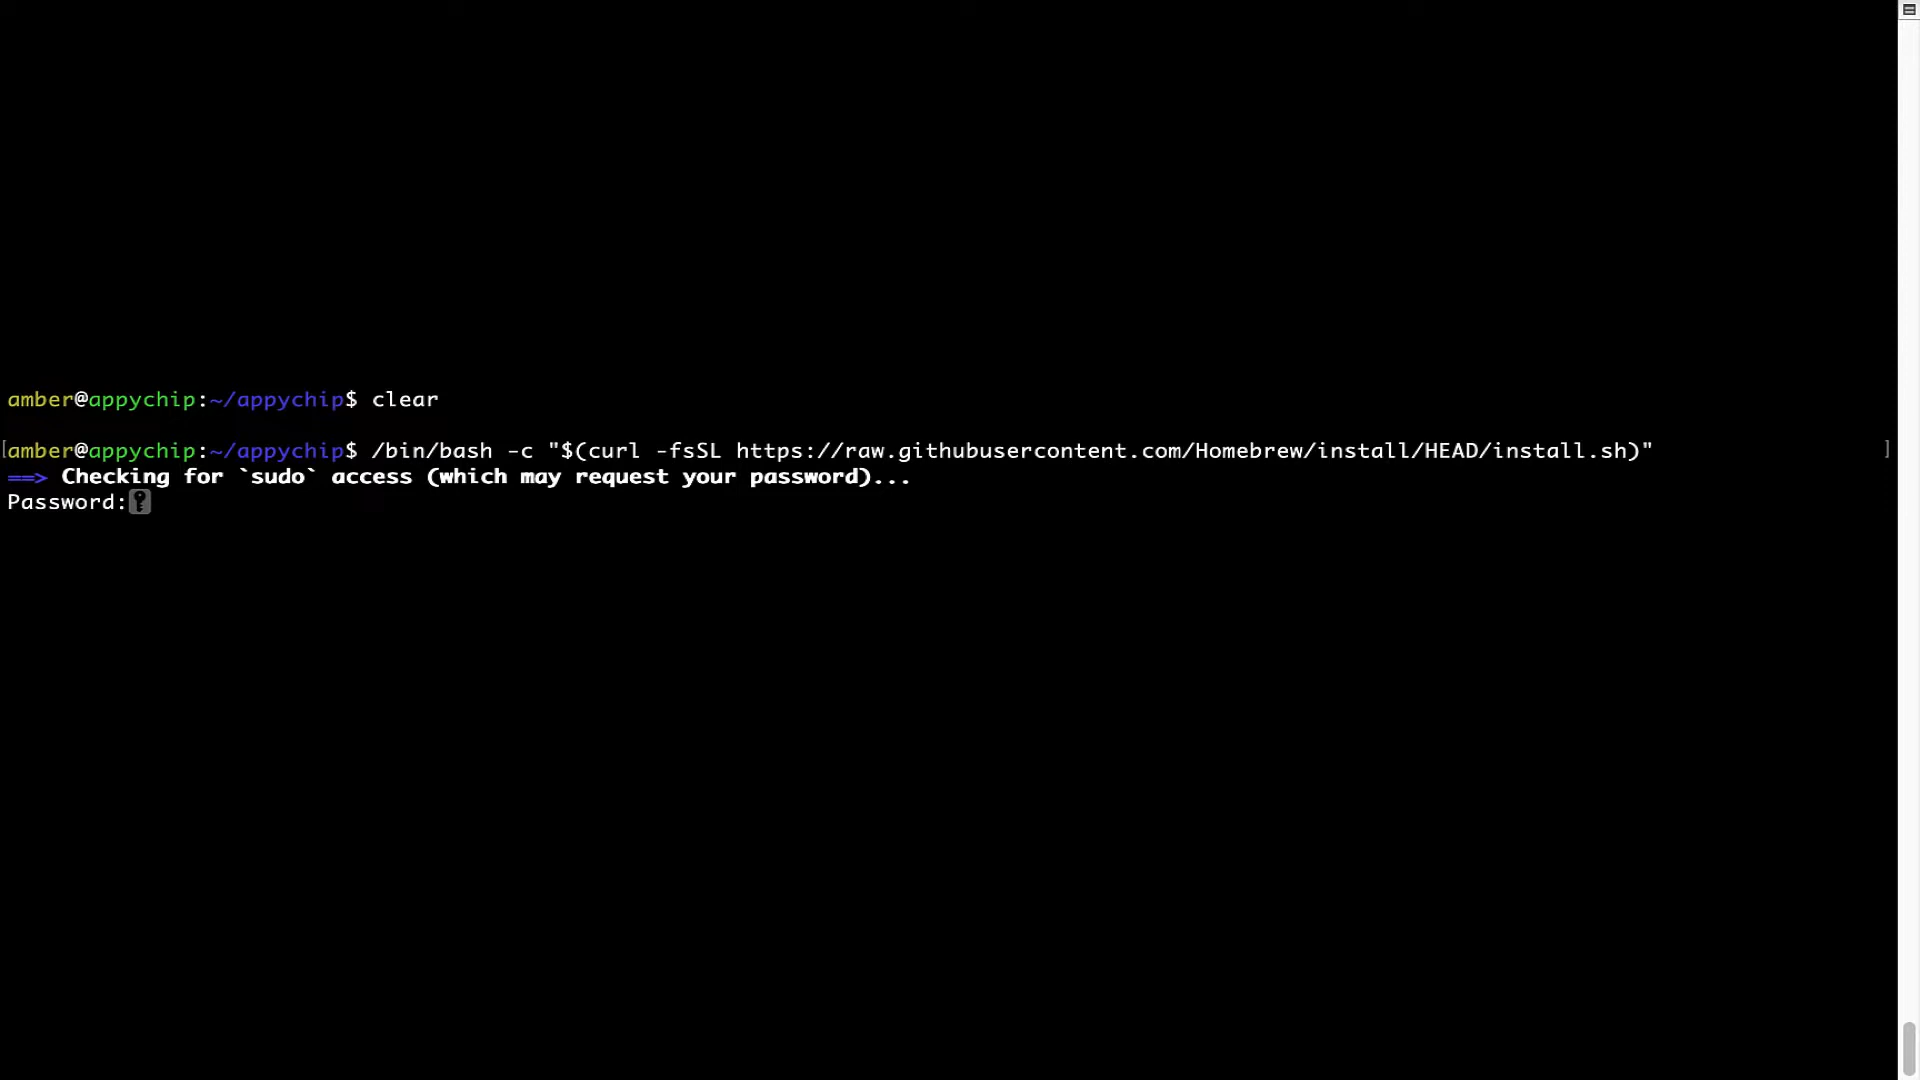 amber@appychip:~/appychip$ clear
[amber@appychip:~/appychip$ /bin/bash -c "$(curl -fsSL https://raw.githubusercontent.com/Homebrew/install/HEAD/install.sh)" ]
==> Checking for `sudo` access (which may request your password)...
Password: